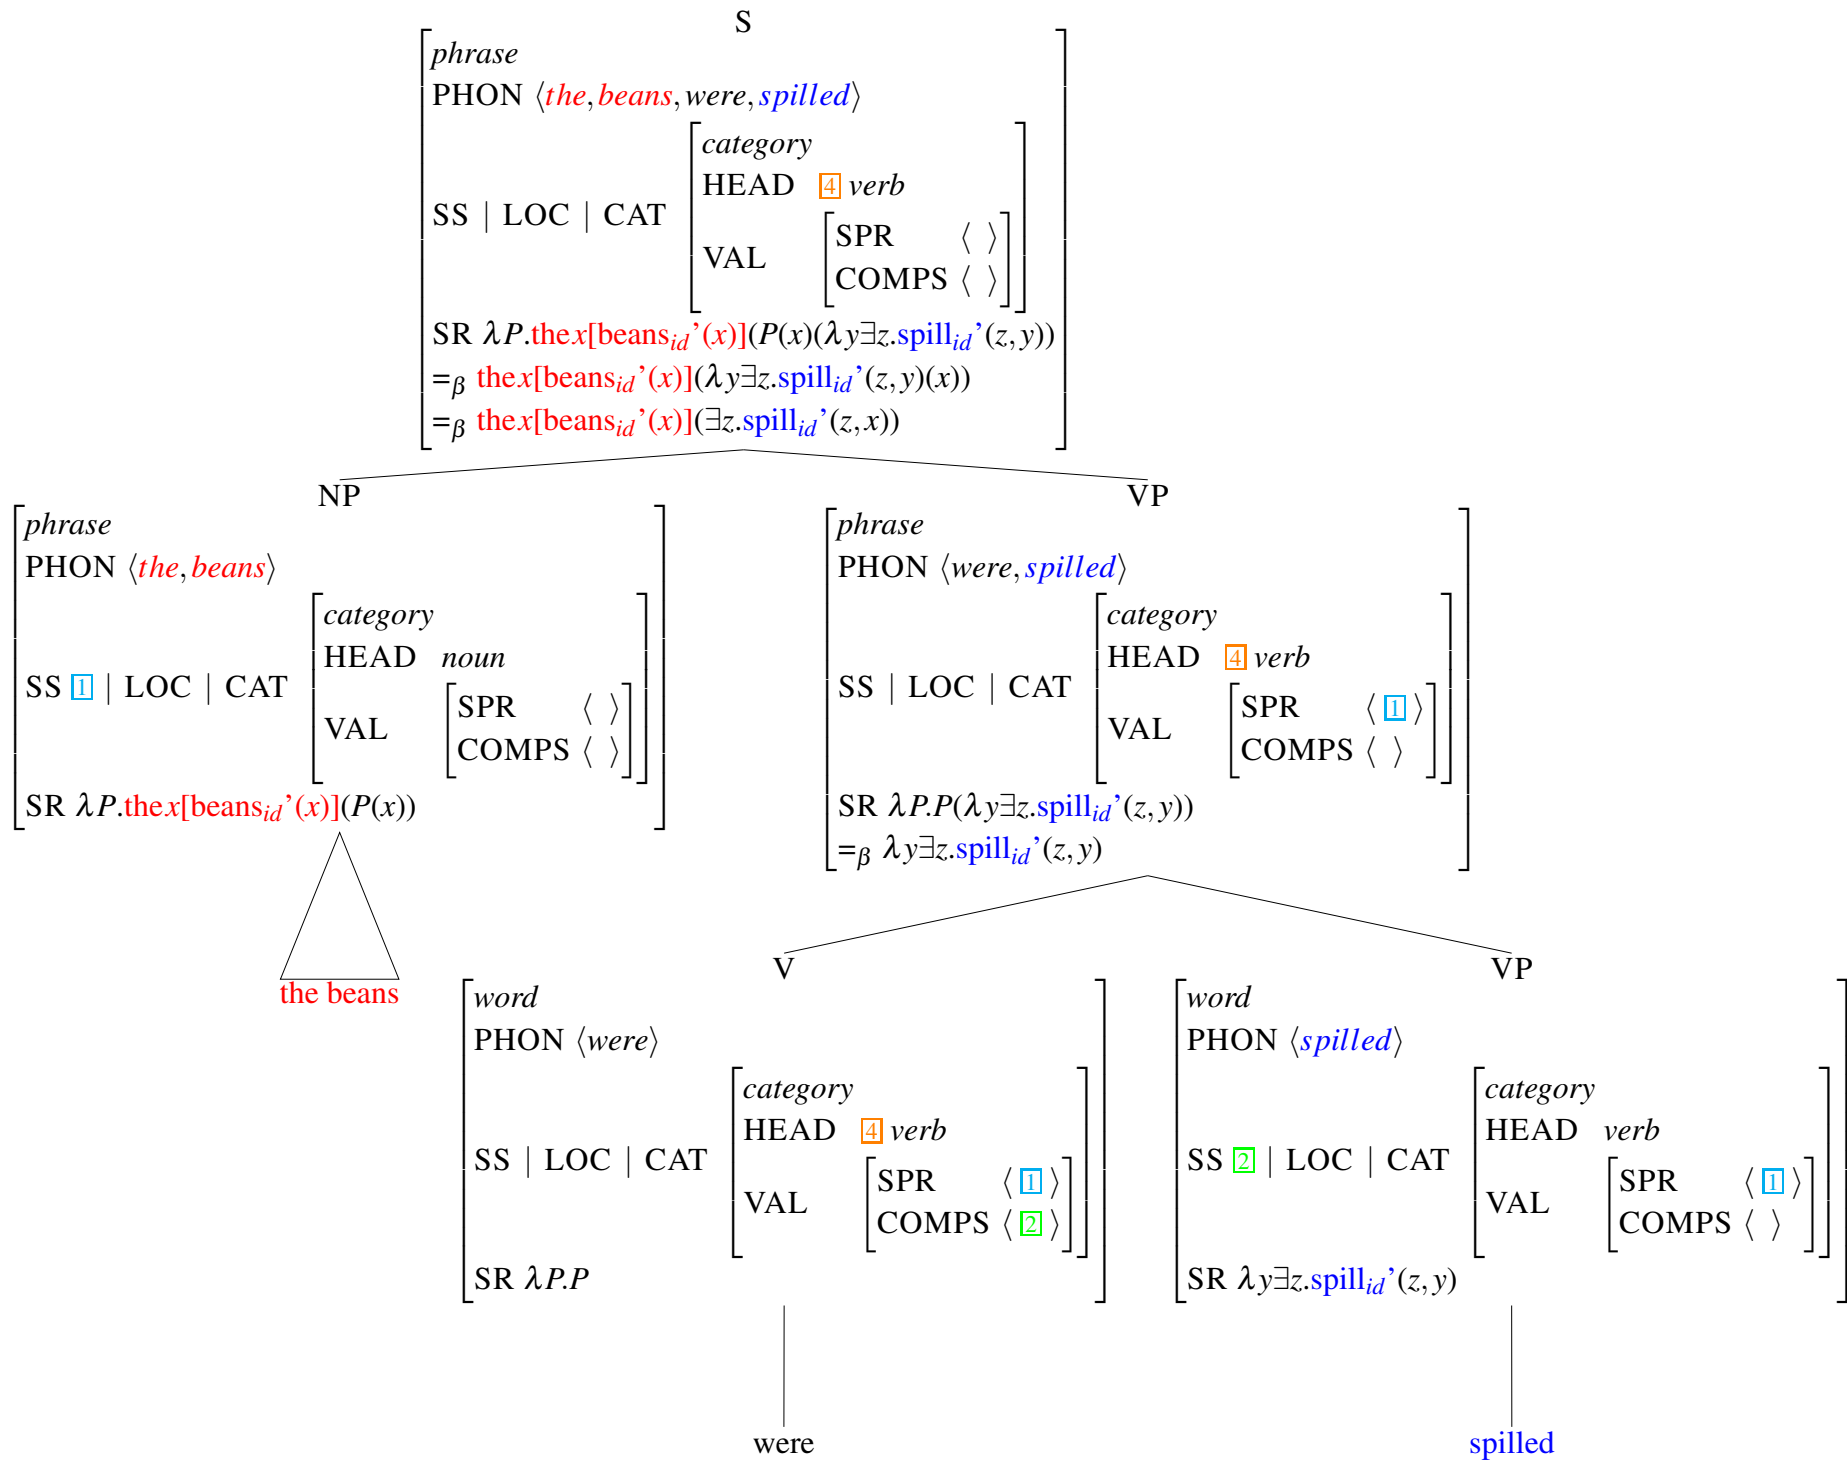 S
phrase
PHON ⟨the, beans, were, spilled⟩
category
HEAD 4 verb
SS | LOC | CAT
VAL
SPR ⟨ ⟩
COMPS ⟨ ⟩
SR λP.thex[beans_id’(x)](P(x)(λy∃z.spill_id’(z,y))
=β thex[beans_id’(x)](λy∃z.spill_id’(z,y)(x))
=β thex[beans_id’(x)](∃z.spill_id’(z,x))
NP
phrase
PHON ⟨the, beans⟩
category
HEAD noun
SS 1 | LOC | CAT
VAL
SPR ⟨ ⟩
COMPS ⟨ ⟩
SR λP.thex[beans_id’(x)](P(x))
the beans
VP
phrase
PHON ⟨were, spilled⟩
category
HEAD 4 verb
SS | LOC | CAT
VAL
SPR ⟨ 1 ⟩
COMPS ⟨ ⟩
SR λP.P(λy∃z.spill_id’(z,y))
=β λy∃z.spill_id’(z,y)
V
word
PHON ⟨were⟩
category
HEAD 4 verb
SS | LOC | CAT
VAL
SPR ⟨ 1 ⟩
COMPS ⟨ 2 ⟩
SR λP.P
were
VP
word
PHON ⟨spilled⟩
category
HEAD verb
SS 2 | LOC | CAT
VAL
SPR ⟨ 1 ⟩
COMPS ⟨ ⟩
SR λy∃z.spill_id’(z,y)
spilled